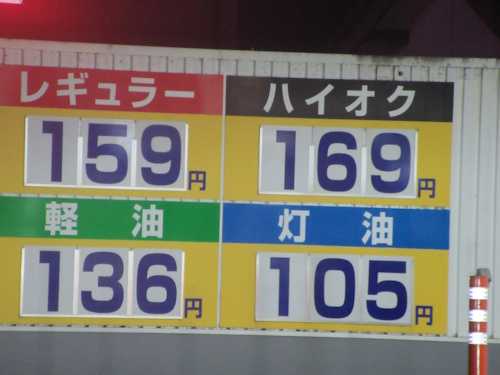 レギュラー ハイオク
159円 169円
軽油 灯油
136円 105円